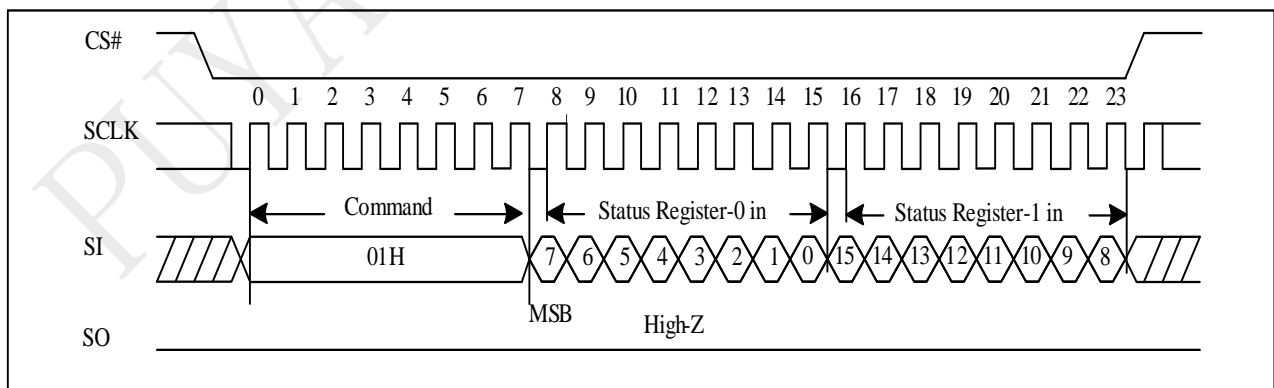 PUYA
CS#
0 1 2 3 4 5 6 7 8 9 10 11 12 13 14 15 16 17 18 19 20 21 22 23
SCLK
Command
Status Register-0 in
Status Register-1 in
SI
01H
7 6 5 4 3 2 1 0 15 14 13 12 11 10 9 8
MSB
High-Z
SO